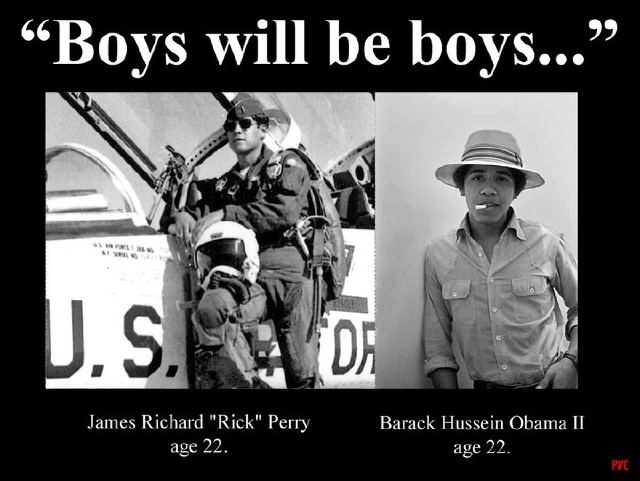 “Boys will be boys...”
U.S.
James Richard "Rick" Perry
age 22.
Barack Hussein Obama II
age 22.
PVC